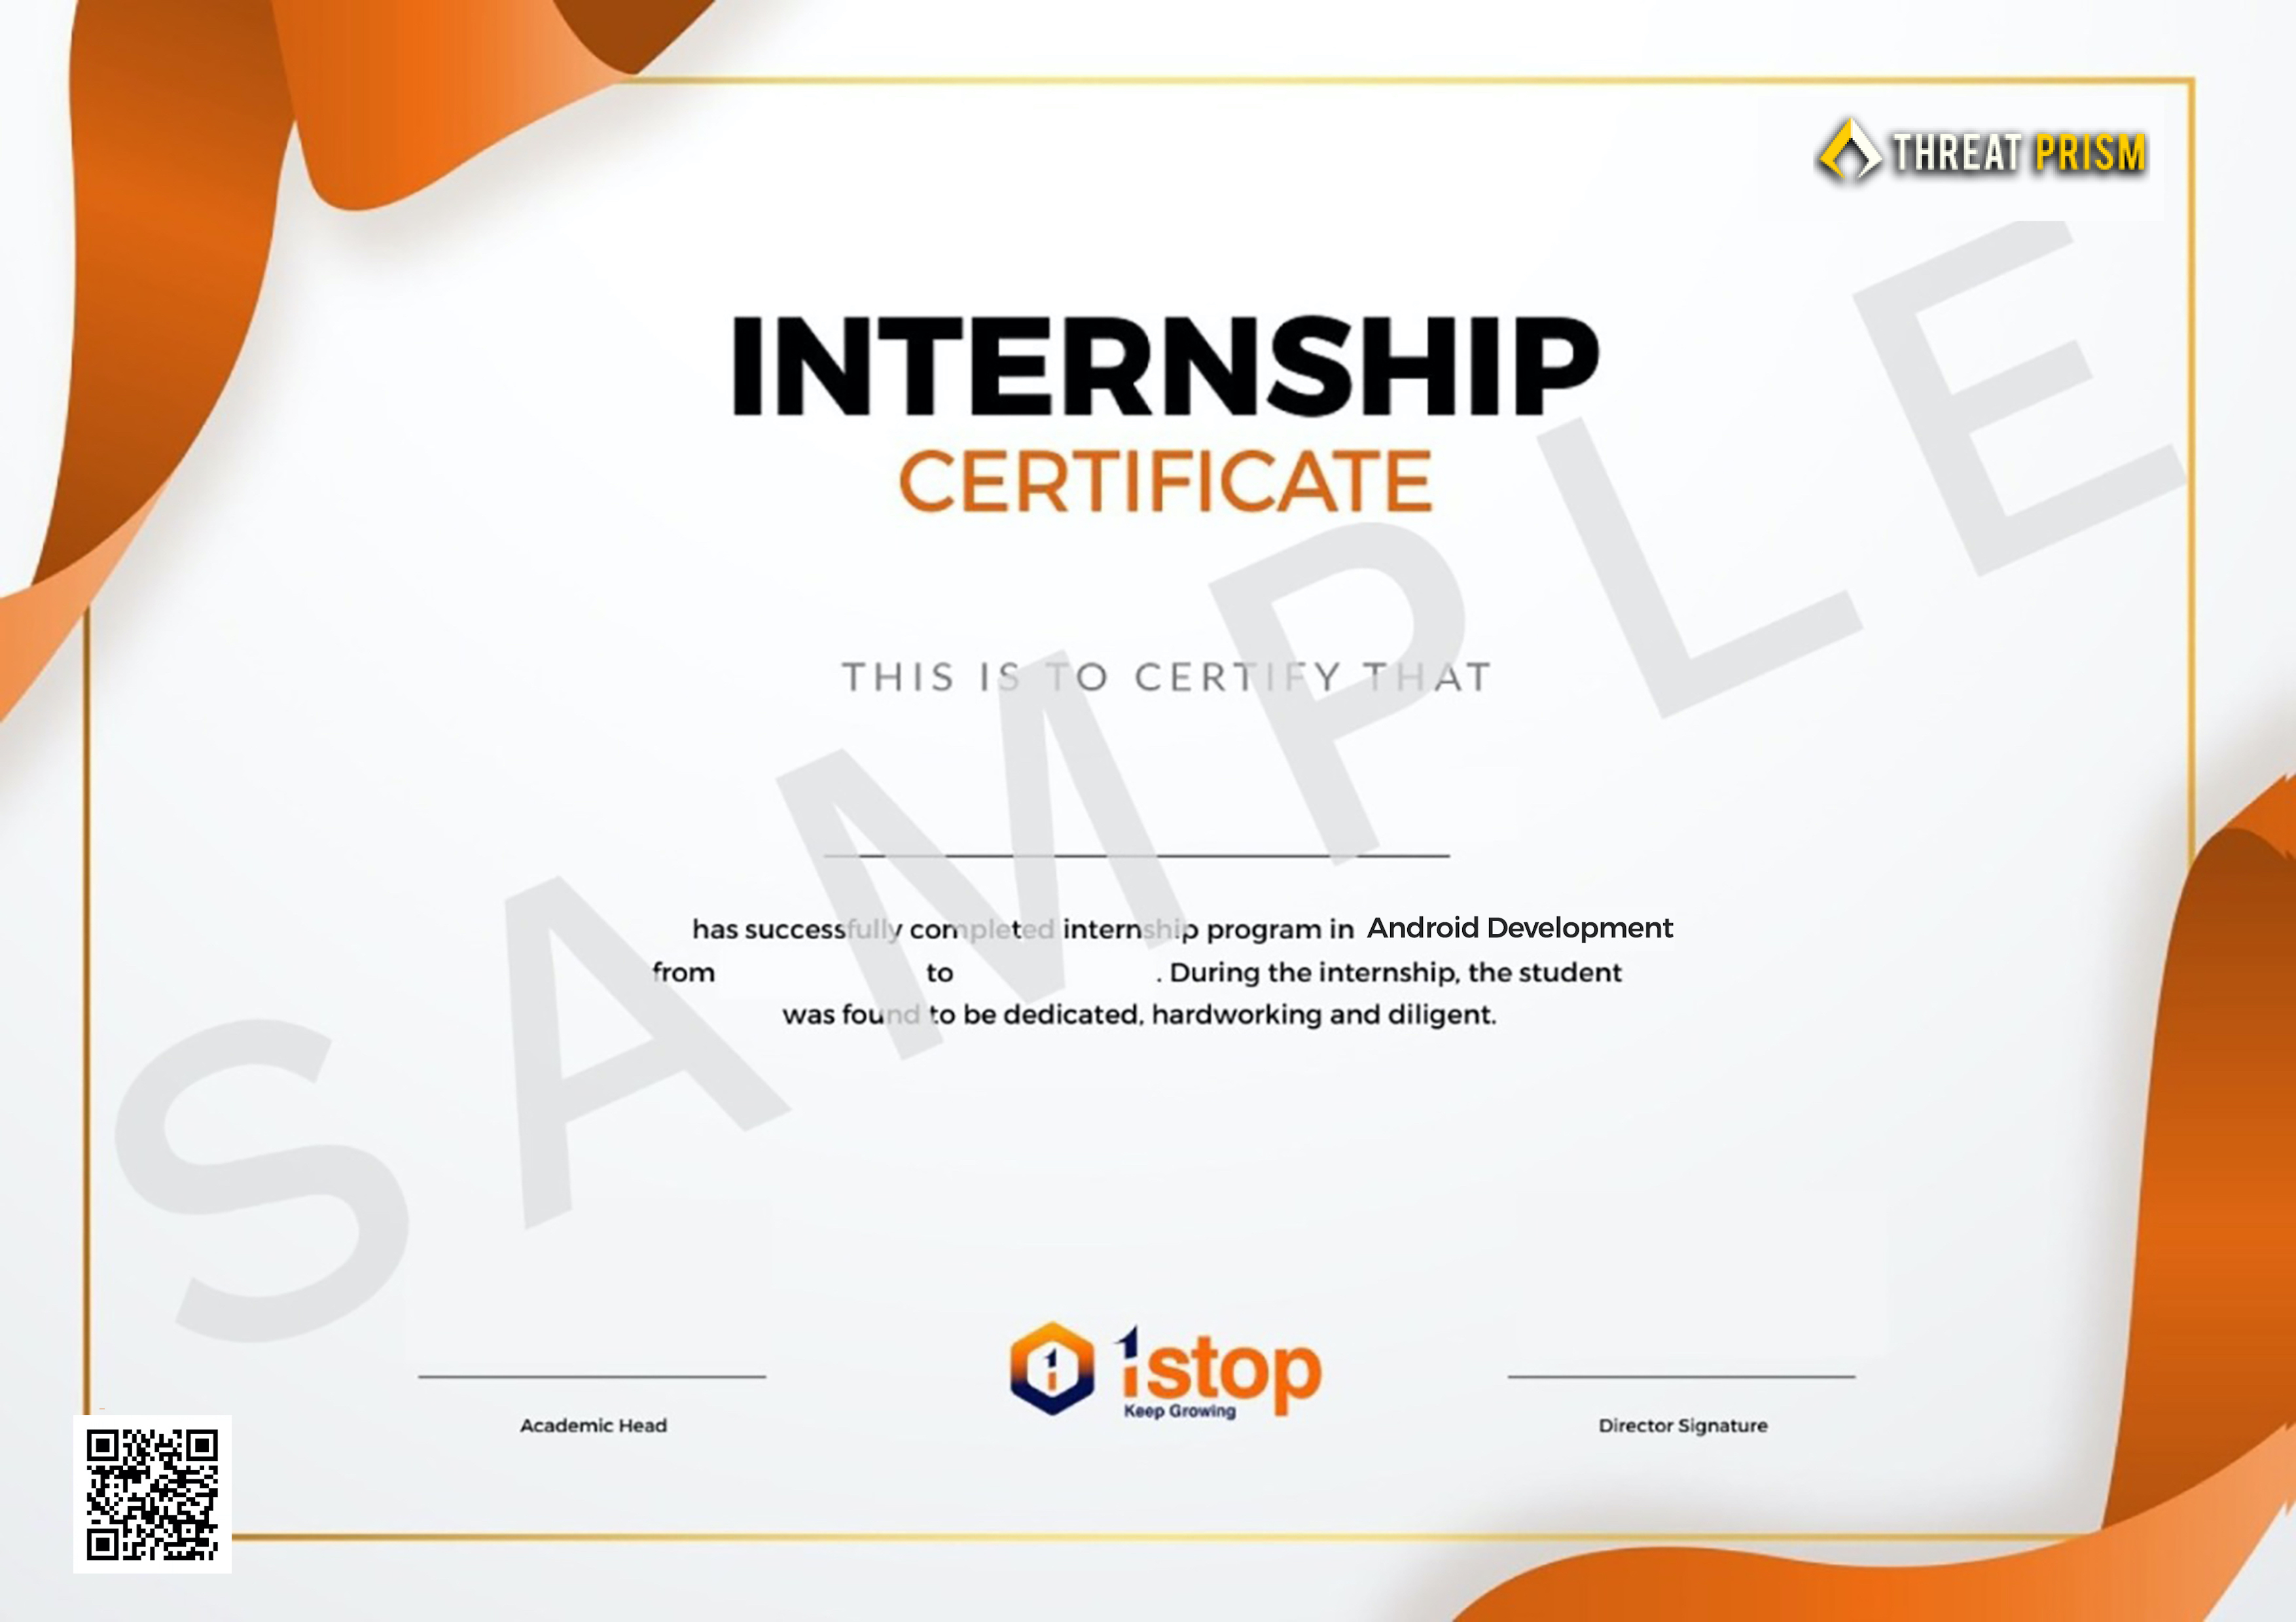 THREAT PRISM
INTERNSHIP
CERTIFICATE
THIS IS TO CERTIFY THAT
has successfully completed internship program in Android Development
from to . During the internship, the student
was found to be dedicated, hardworking and diligent.
SAMPLE
1stop
Keep Growing
Academic Head
Director Signature